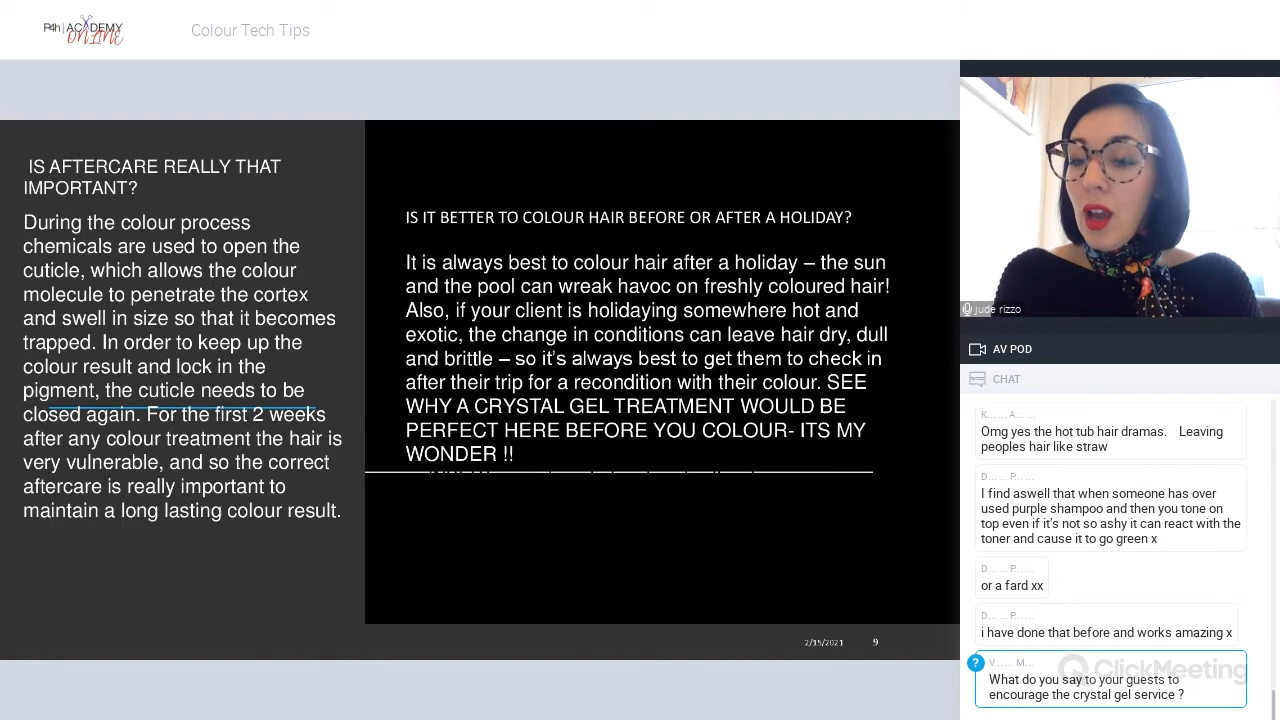 P4h | ACADEMY
ONLINE
Colour Tech Tips
IS AFTERCARE REALLY THAT
IMPORTANT?
During the colour process
chemicals are used to open the
cuticle, which allows the colour
molecule to penetrate the cortex
and swell in size so that it becomes
trapped. In order to keep up the
colour result and lock in the
pigment, the cuticle needs to be
closed again. For the first 2 weeks
after any colour treatment the hair is
very vulnerable, and so the correct
aftercare is really important to
maintain a long lasting colour result.
IS IT BETTER TO COLOUR HAIR BEFORE OR AFTER A HOLIDAY?
It is always best to colour hair after a holiday – the sun
and the pool can wreak havoc on freshly coloured hair!
Also, if your client is holidaying somewhere hot and
exotic, the change in conditions can leave hair dry, dull
and brittle – so it's always best to get them to check in
after their trip for a recondition with their colour. SEE
WHY A CRYSTAL GEL TREATMENT WOULD BE
PERFECT HERE BEFORE YOU COLOUR- ITS MY
WONDER !!
2/15/2021
9
jude rizzo
AV POD
CHAT
K... ... A... ...
Omg yes the hot tub hair dramas. Leaving
peoples hair like straw
D... ... P... ...
I find aswell that when someone has over
used purple shampoo and then you tone on
top even if it's not so ashy it can react with the
toner and cause it to go green x
D... ... P... ...
or a fard xx
D... ... P... ...
i have done that before and works amazing x
?
V... ... M...
What do you say to your guests to
encourage the crystal gel service ?
ClickMeeting